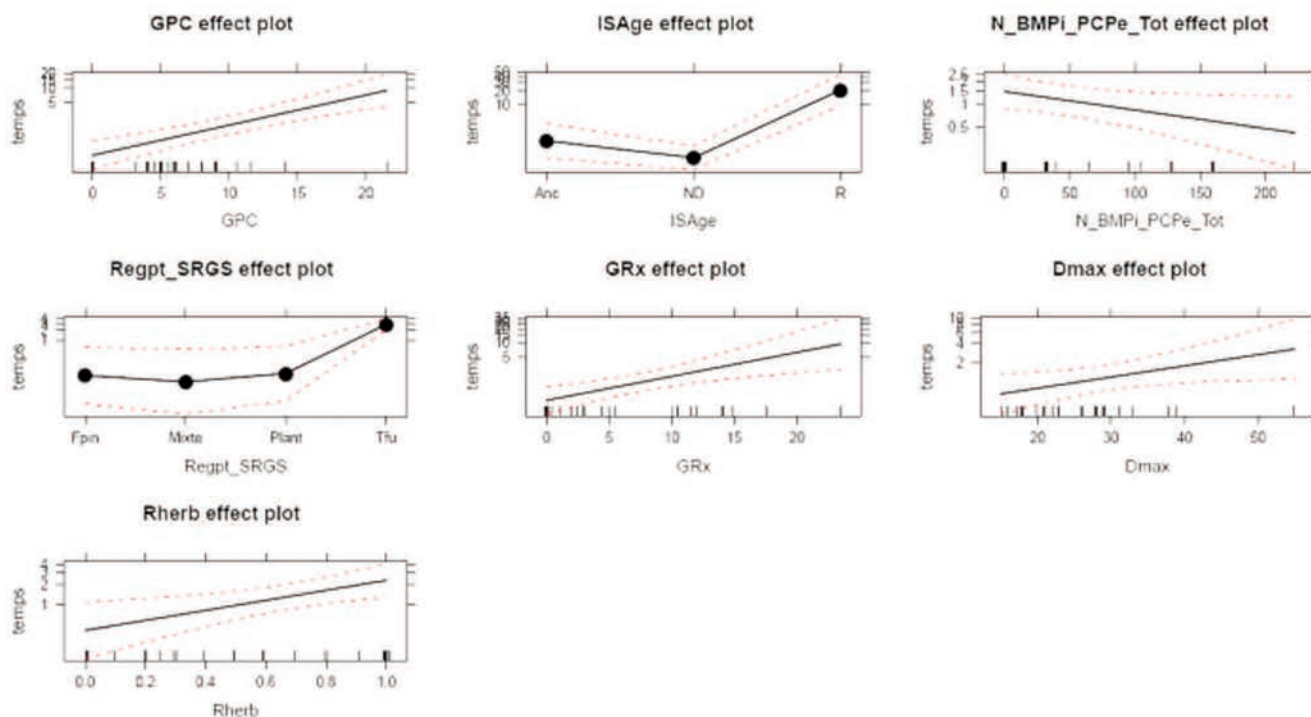 GPC effect plot
temps
5
0 5 10 15 20
GPC
ISAge effect plot
temps
10
Anc ND R
ISAge
N_BMPi_PCPe_Tot effect plot
temps
1
0.5
0 50 100 150 200
N_BMPi_PCPe_Tot
Regpt_SRGS effect plot
temps
1
Fpin Mixte Plant Tfu
Regpt_SRGS
GRx effect plot
temps
10
5
0 5 10 15 20
GRx
Dmax effect plot
temps
2
20 30 40 50
Dmax
Rherb effect plot
temps
1
0.0 0.2 0.4 0.6 0.8 1.0
Rherb